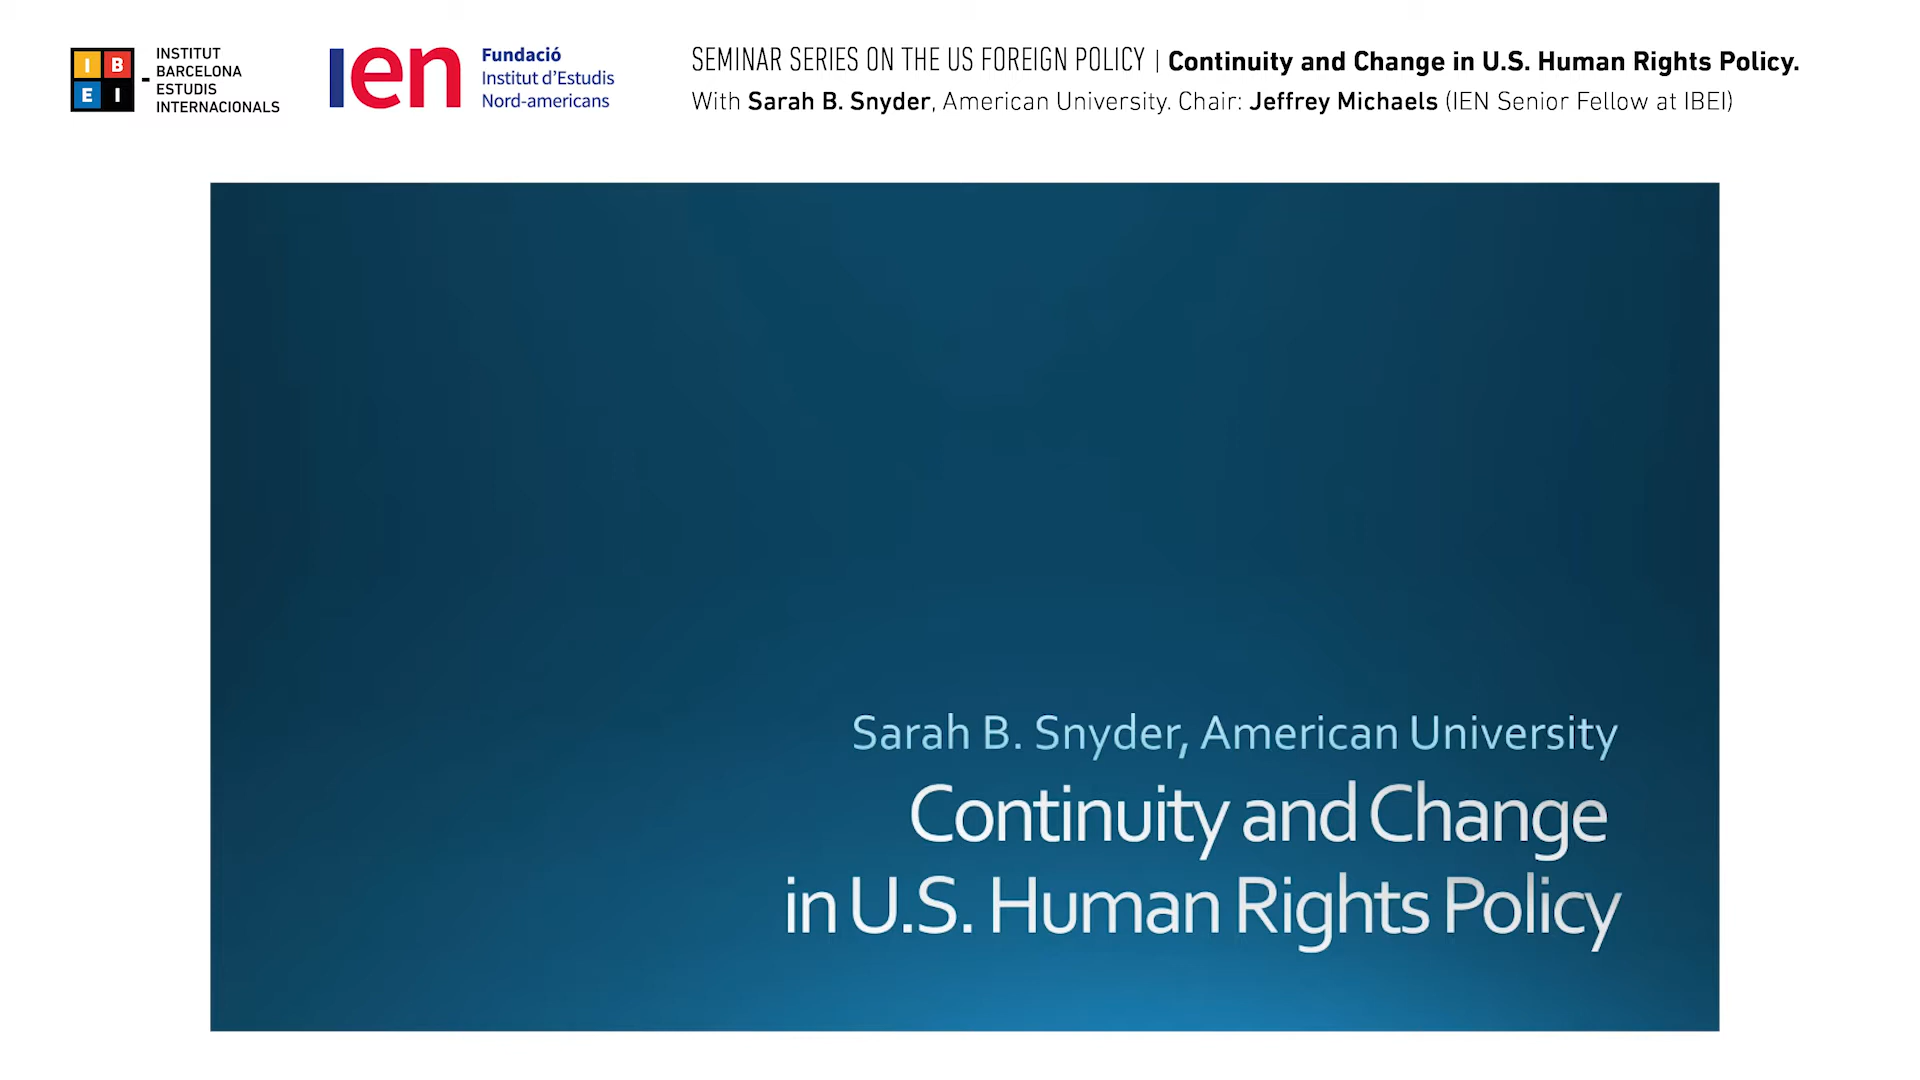 I B
E I
INSTITUT
BARCELONA
ESTUDIS
INTERNACIONALS
Ien
Fundació
Institut d'Estudis
Nord-americans
SEMINAR SERIES ON THE US FOREIGN POLICY | Continuity and Change in U.S. Human Rights Policy.
With Sarah B. Snyder, American University. Chair: Jeffrey Michaels (IEN Senior Fellow at IBEI)
Sarah B. Snyder, American University
Continuity and Change
in U.S. Human Rights Policy